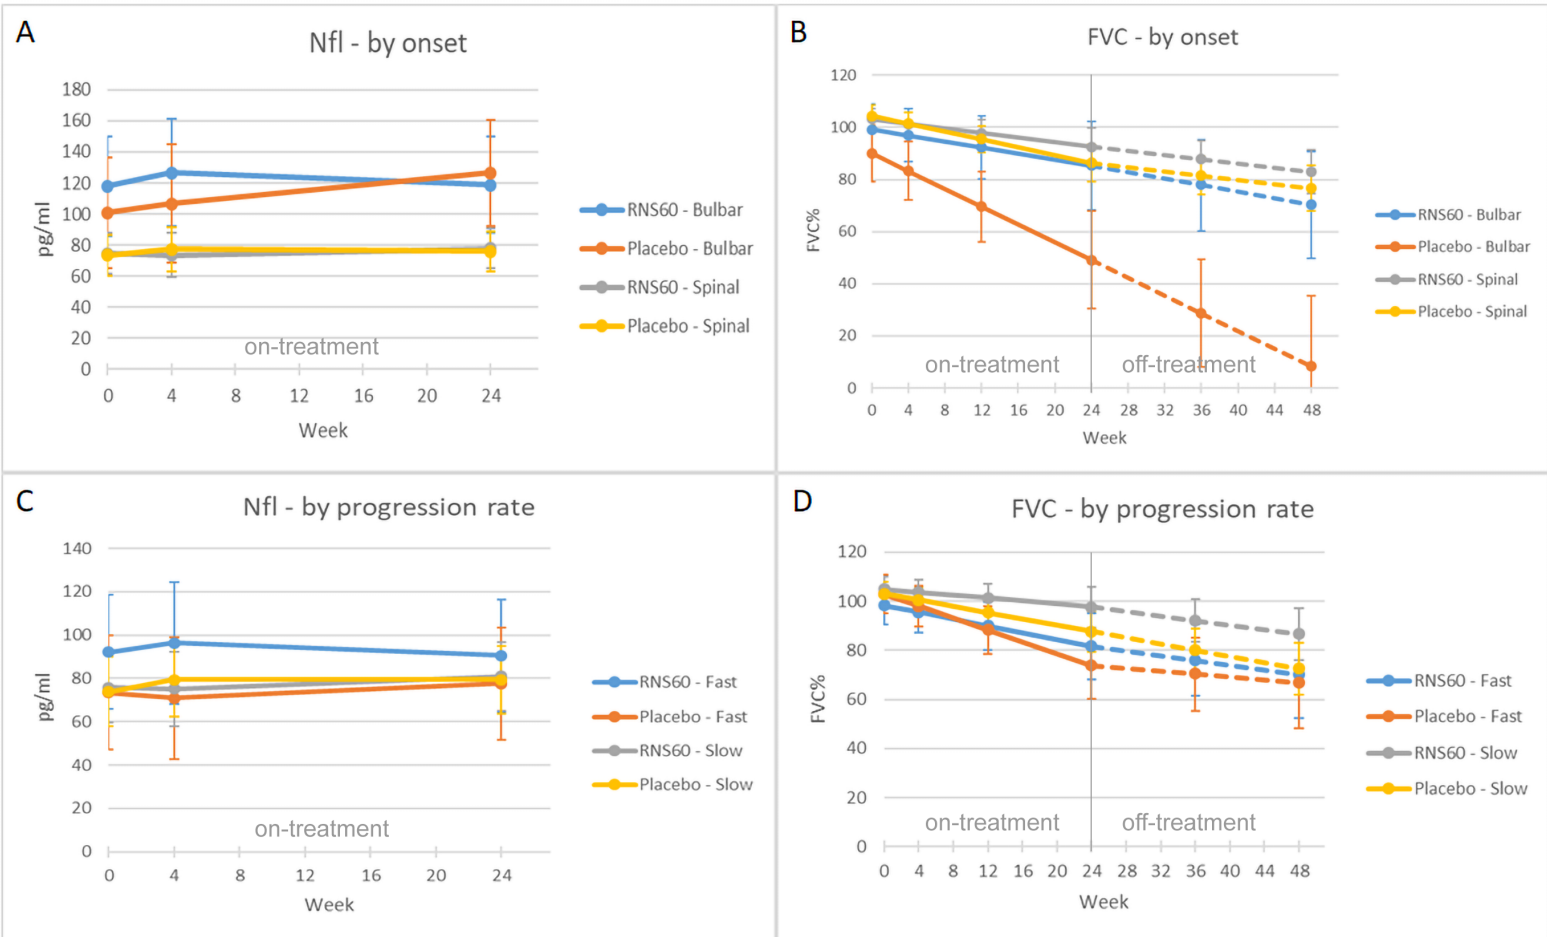 A
Nfl - by onset
pg/ml
180
160
140
120
100
80
60
40
20
0
on-treatment
0 4 8 12 16 20 24
Week
RNS60 - Bulbar
Placebo - Bulbar
RNS60 - Spinal
Placebo - Spinal
B
FVC - by onset
FVC%
120
100
80
60
40
20
0
on-treatment off-treatment
0 4 8 12 16 20 24 28 32 36 40 44 48
Week
RNS60 - Bulbar
Placebo - Bulbar
RNS60 - Spinal
Placebo - Spinal
C
Nfl - by progression rate
pg/ml
140
120
100
80
60
40
20
0
on-treatment
0 4 8 12 16 20 24
Week
RNS60 - Fast
Placebo - Fast
RNS60 - Slow
Placebo - Slow
D
FVC - by progression rate
FVC%
120
100
80
60
40
20
0
on-treatment off-treatment
0 4 8 12 16 20 24 28 32 36 40 44 48
Week
RNS60 - Fast
Placebo - Fast
RNS60 - Slow
Placebo - Slow